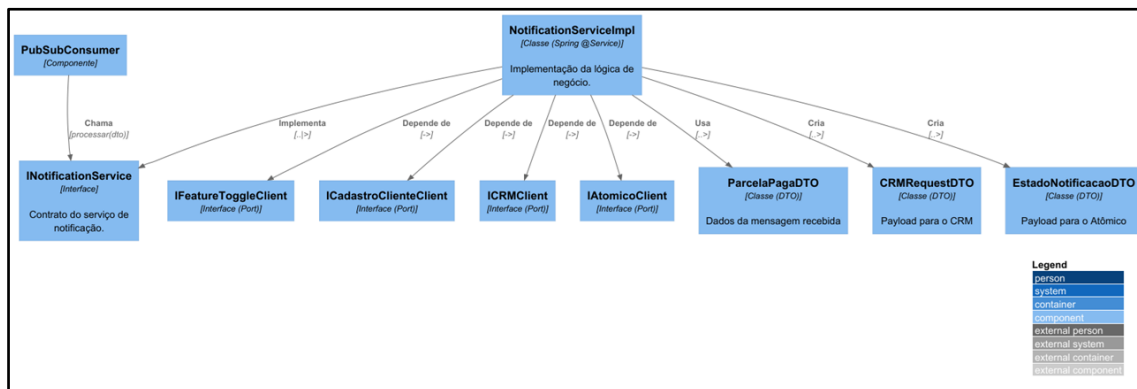 NotificationServiceImpl
[Classe (Spring @Service)]
Implementação da lógica de
negócio.
PubSubConsumer
[Componente]
Chama
[processar(dto)]
Implementa
[..|>]
Depende de
[->]
Depende de
[->]
Depende de
[->]
Depende de
[->]
Usa
[..>]
Cria
[..>]
Cria
[..>]
INotificationService
[Interface]
Contrato do serviço de
notificação.
IFeatureToggleClient
[Interface (Port)]
ICadastroClienteClient
[Interface (Port)]
ICRMClient
[Interface (Port)]
IAtomicoClient
[Interface (Port)]
ParcelaPagaDTO
[Classe (DTO)]
Dados da mensagem recebida
CRMRequestDTO
[Classe (DTO)]
Payload para o CRM
EstadoNotificacaoDTO
[Classe (DTO)]
Payload para o Atômico
Legend
person
system
container
component
external person
external system
external container
external component